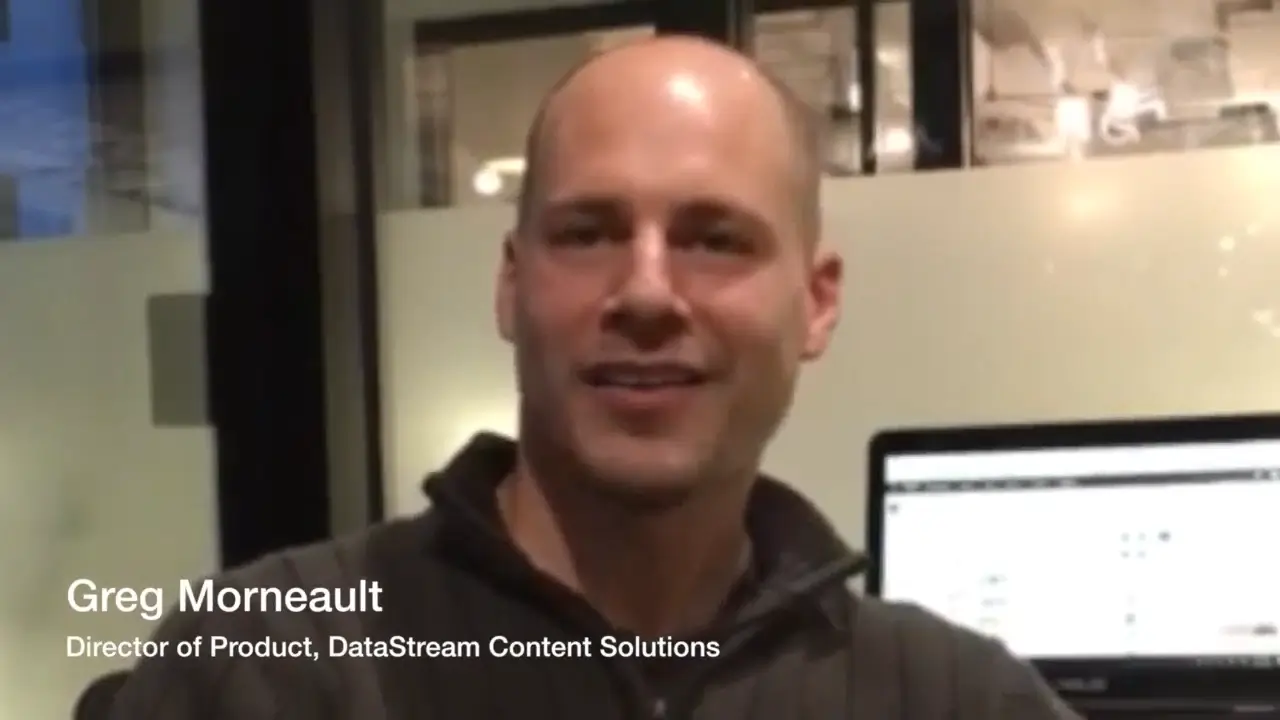 Greg Morneault
Director of Product, DataStream Content Solutions